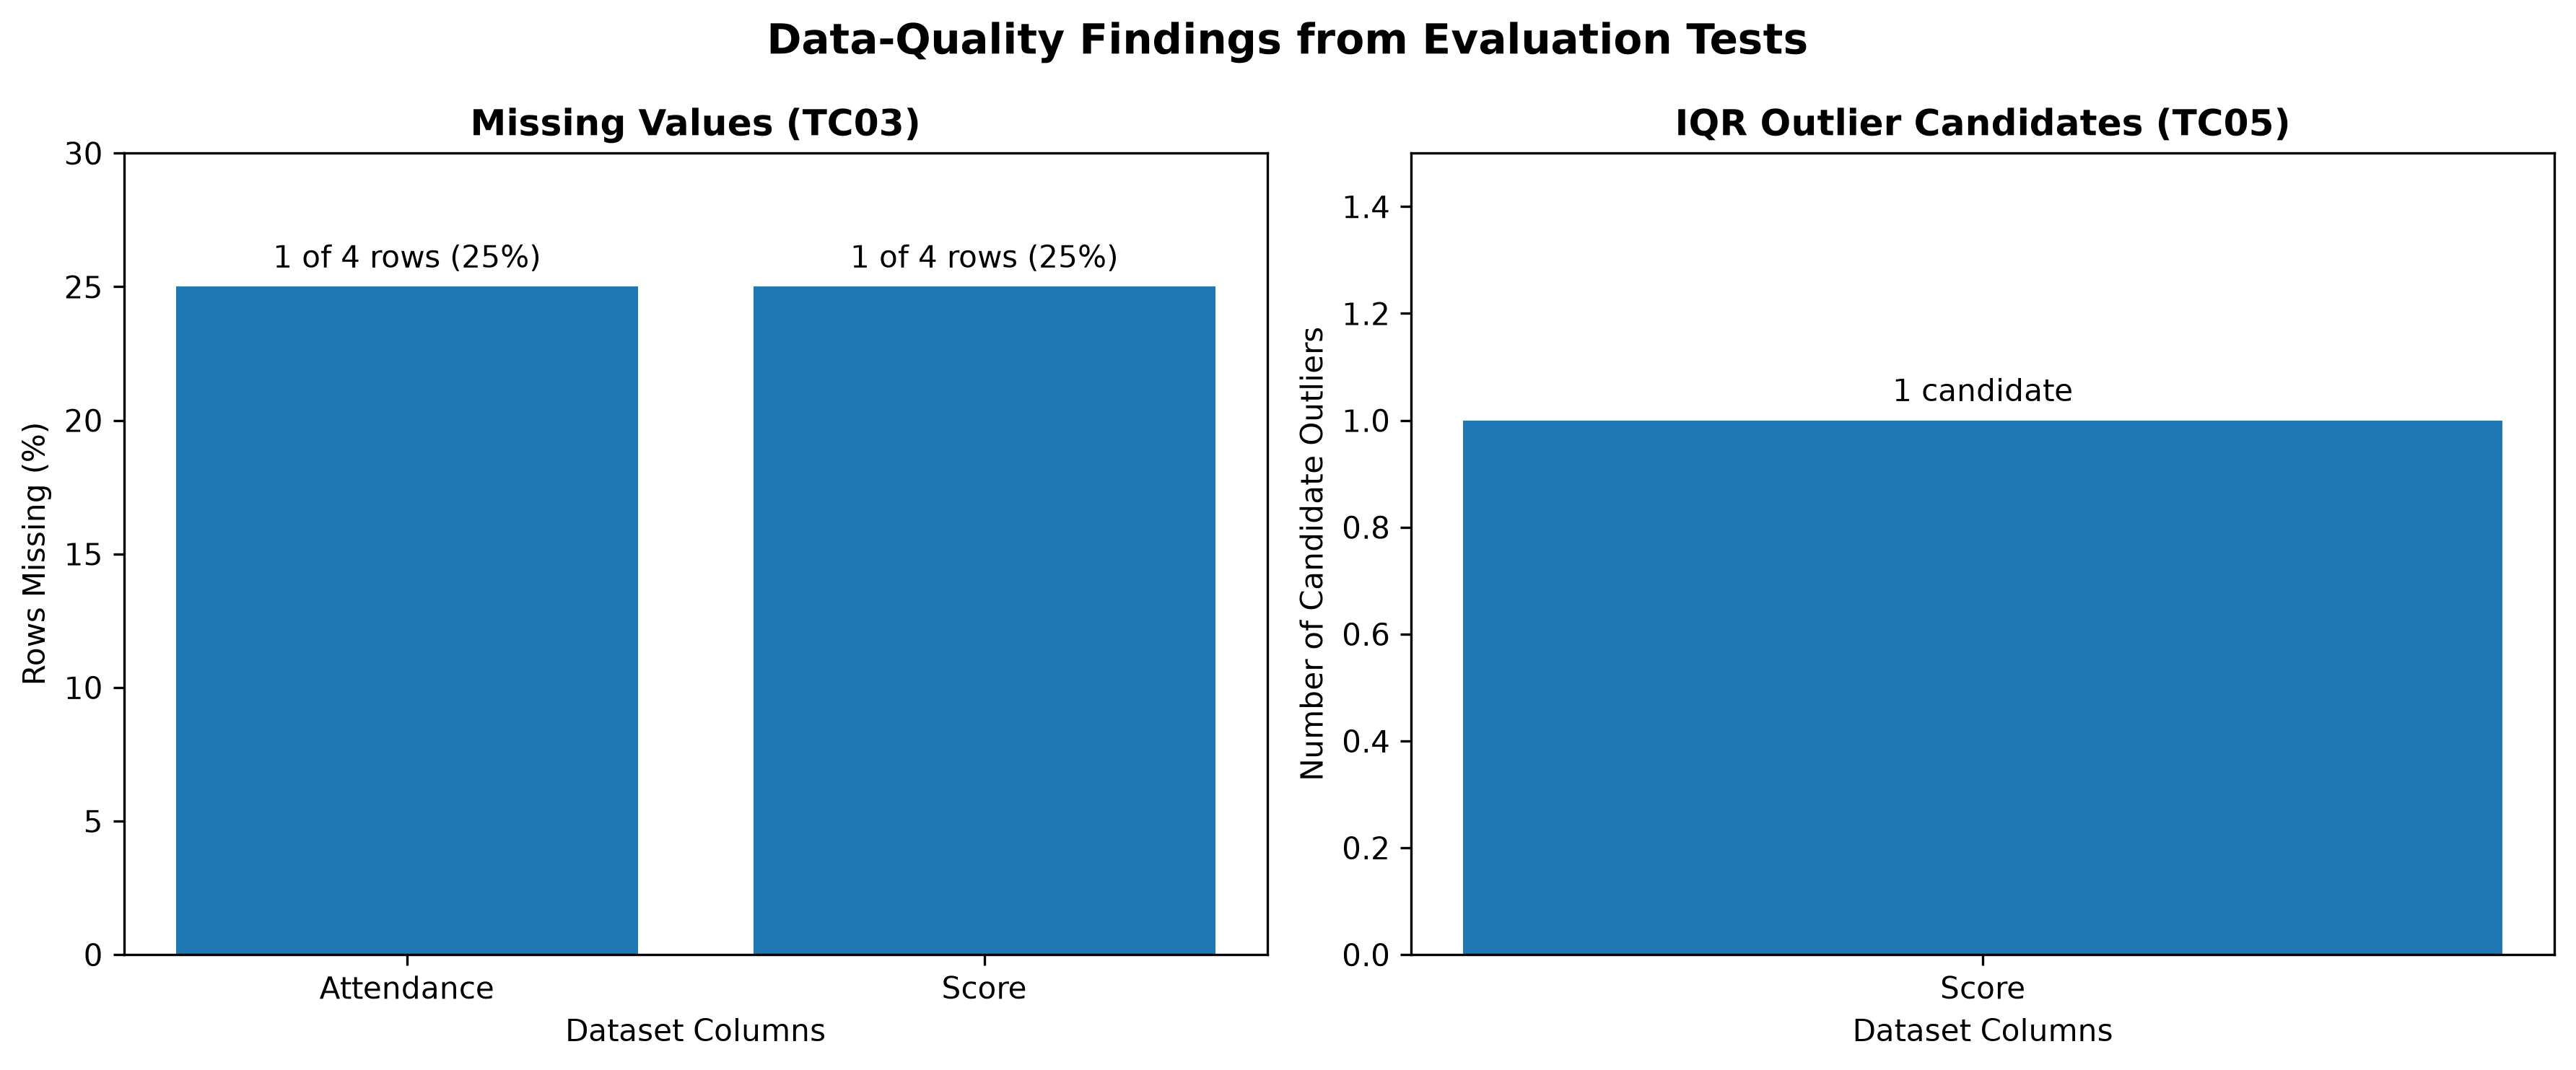 Data-Quality Findings from Evaluation Tests
Missing Values (TC03)
Rows Missing (%)
30
25
20
15
10
5
0
1 of 4 rows (25%)
1 of 4 rows (25%)
Attendance
Score
Dataset Columns
IQR Outlier Candidates (TC05)
Number of Candidate Outliers
1.4
1.2
1.0
0.8
0.6
0.4
0.2
0.0
1 candidate
Score
Dataset Columns